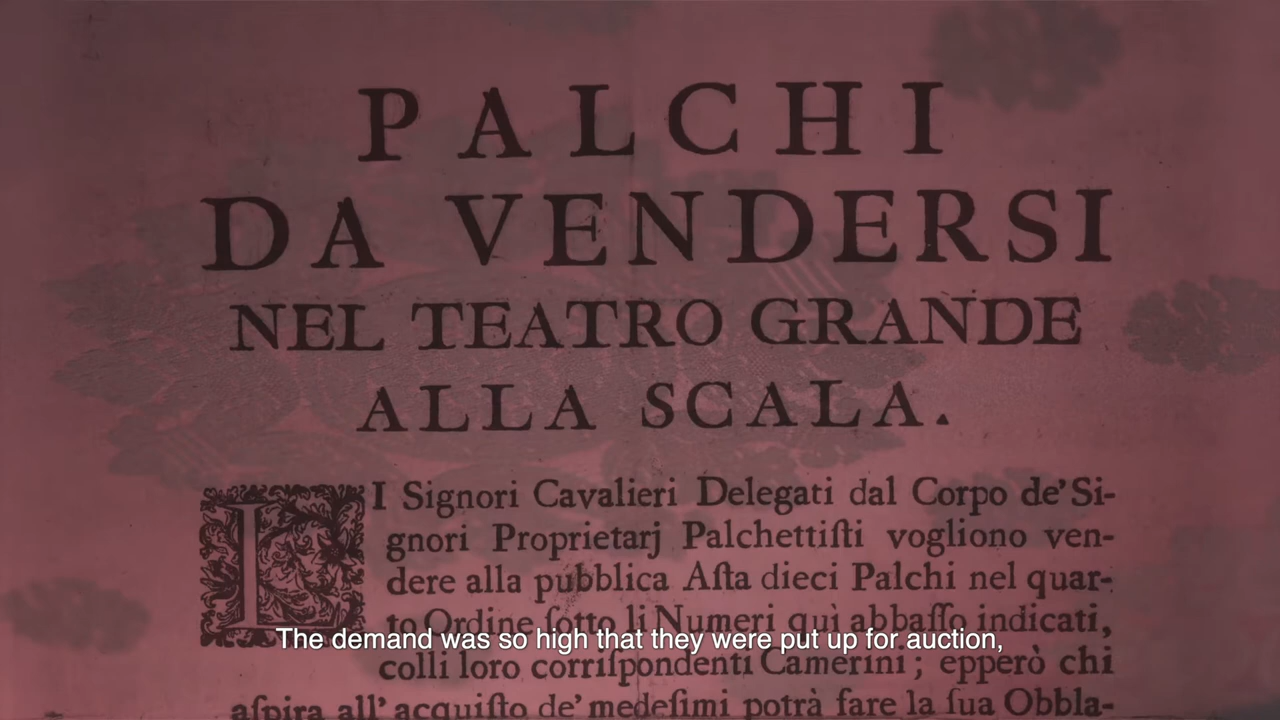 PALCHI
DA VENDERSI
NEL TEATRO GRANDE
ALLA SCALA.
LI Signori Cavalieri Delegati dal Corpo de' Si-
gnori Proprietarj Palchettiſti vogliono ven-
dere alla pubblica Aſta dieci Palchi nel quar-
to Ordine ſotto li Numeri quì abbaſſo indicati,
The demand was so high that they were put up for auction,
colli loro corriſpondenti Camerini; epperò chi
aſpira all' acquiſto de' medeſimi potrà fare la ſua Obbla-